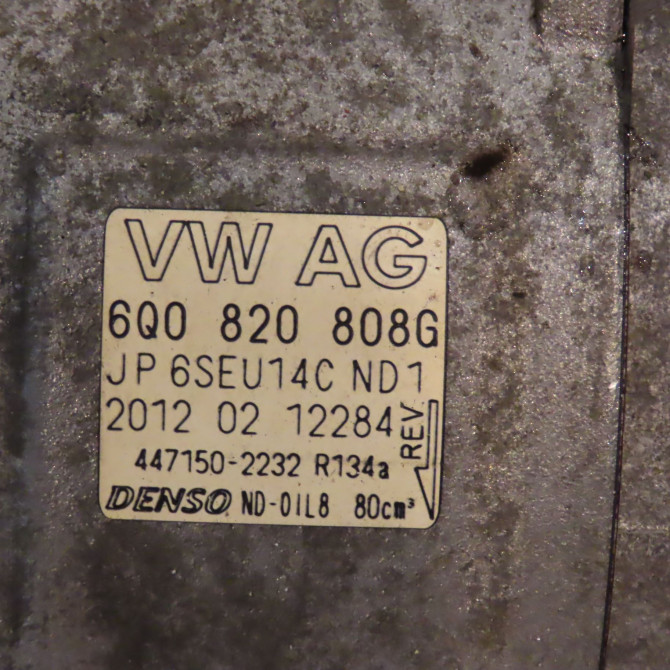 VW AG
6Q0 820 808G
JP 6SEU14C ND1
2012 02 12284
REV
447150-2232 R134a
DENSO ND-OIL8 80cm³